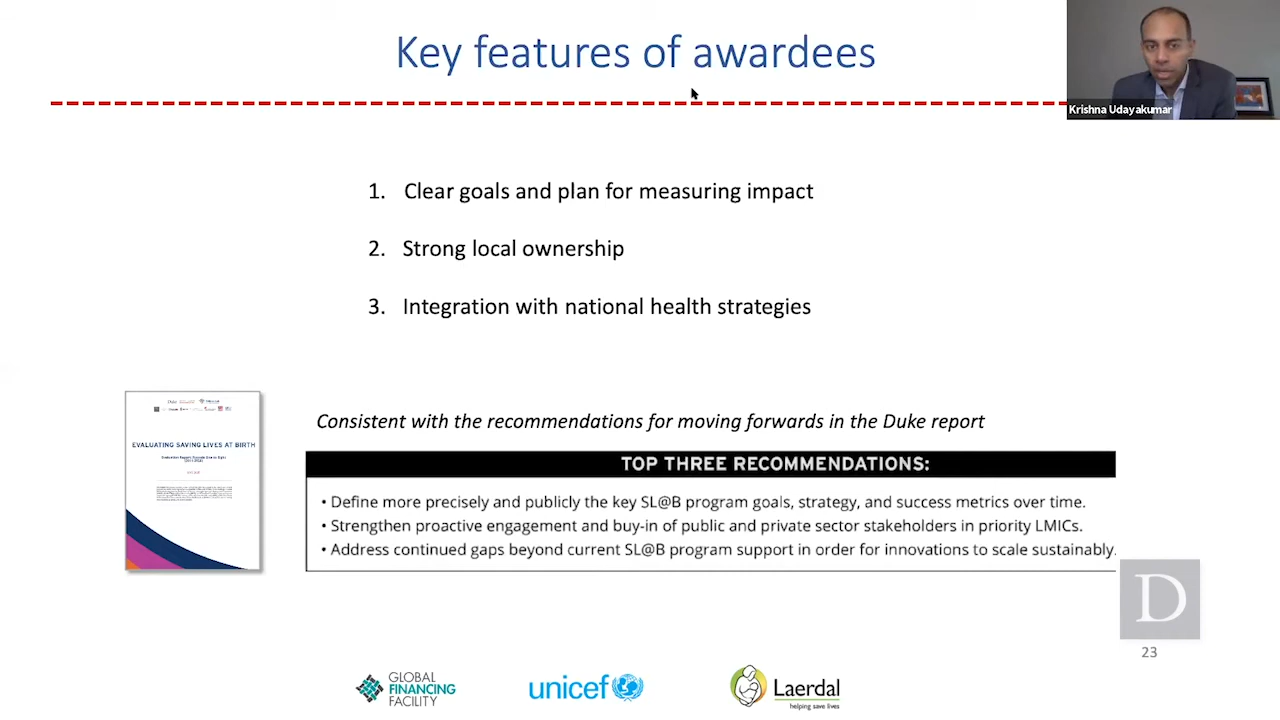 Key features of awardees
Krishna Udayakumar
1. Clear goals and plan for measuring impact
2. Strong local ownership
3. Integration with national health strategies
Duke
EVALUATING SAVING LIVES AT BIRTH
Consistent with the recommendations for moving forwards in the Duke report
TOP THREE RECOMMENDATIONS:
• Define more precisely and publicly the key SL@B program goals, strategy, and success metrics over time.
• Strengthen proactive engagement and buy-in of public and private sector stakeholders in priority LMICs.
• Address continued gaps beyond current SL@B program support in order for innovations to scale sustainably.
D
23
GLOBAL
FINANCING
FACILITY
unicef
Laerdal
helping save lives